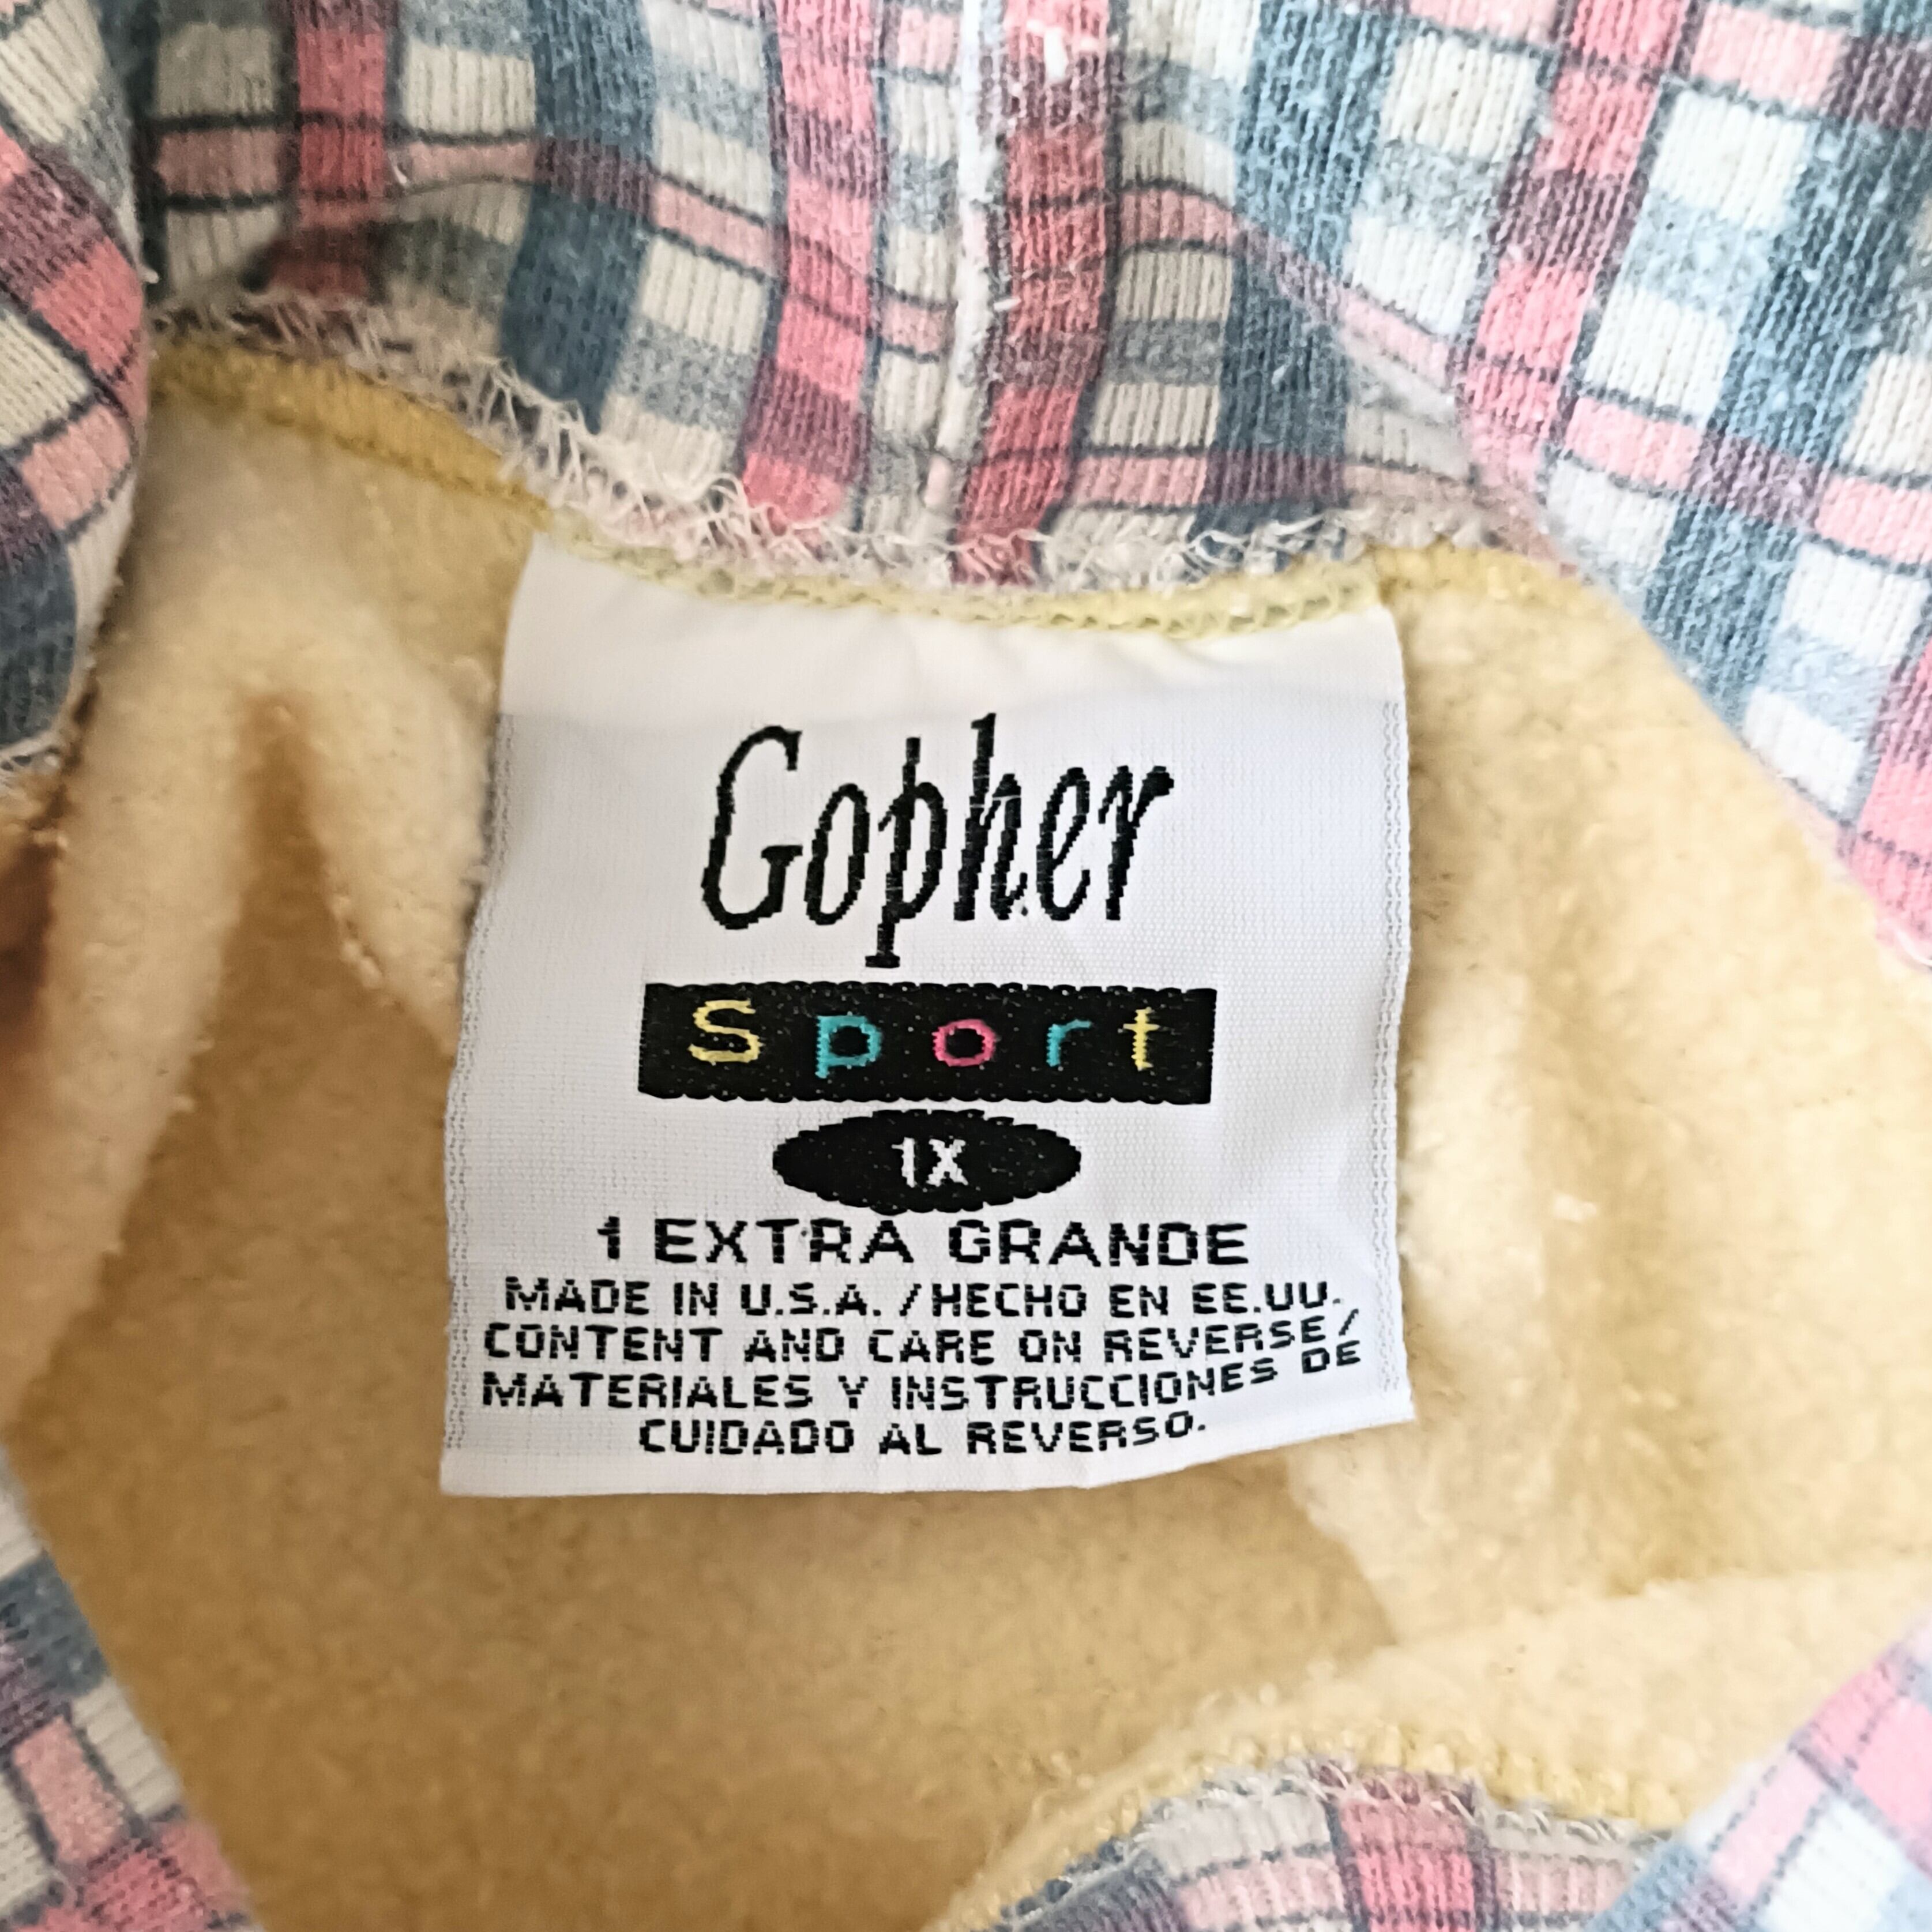 Gopher
Sport
1X
1 EXTRA GRANDE
MADE IN U.S.A. /HECHO EN EE.UU.
CONTENT AND CARE ON REVERSE/
MATERIALES Y INSTRUCCIONES DE
CUIDADO AL REVERSO.